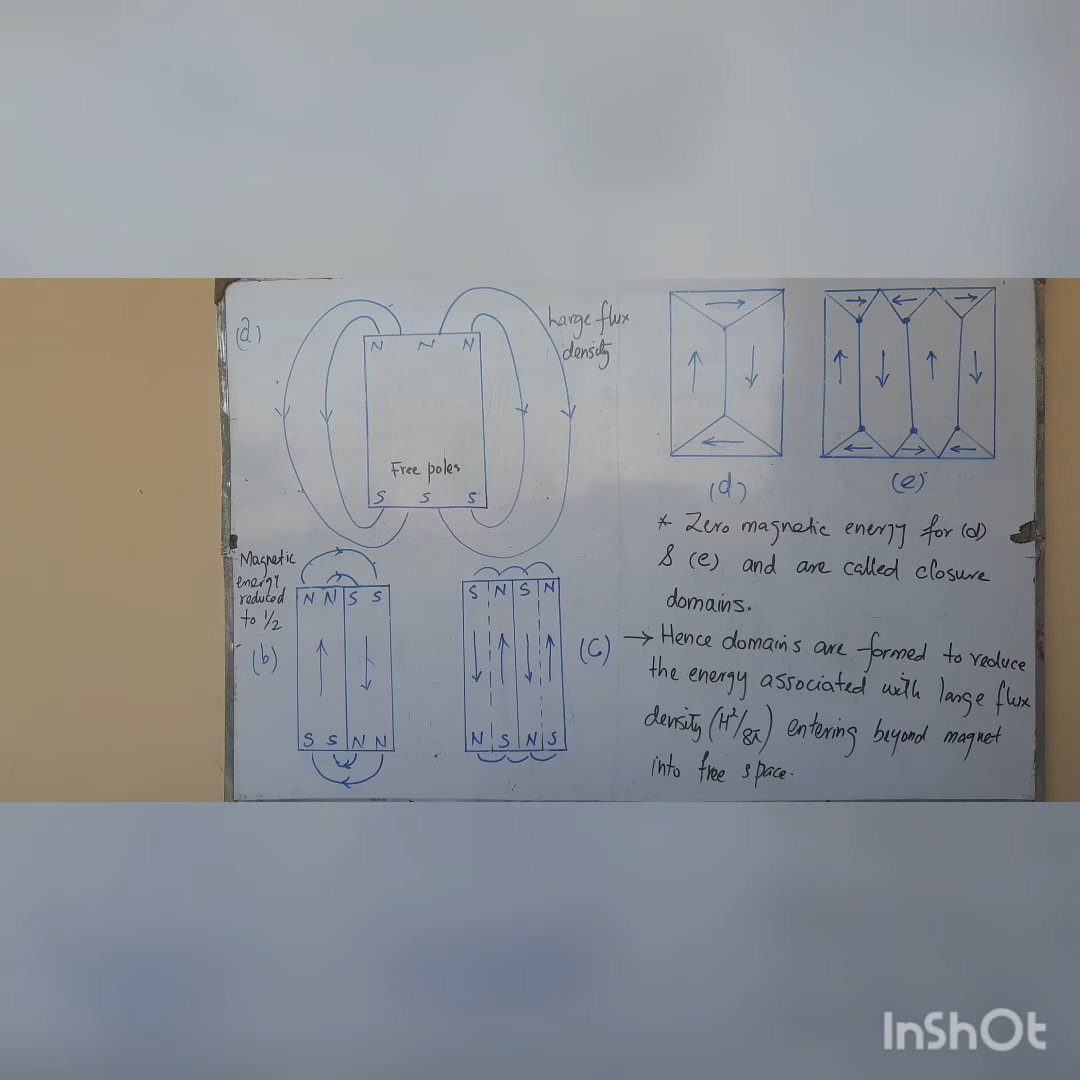 (a)
N N N
Large flux
density
Free poles
S S S
Magnetic
energy
reduced
to 1/2
(b)
N N S S
S S N N
S N S N
N S N S
(C)
(d)
(e)
* Zero magnetic energy for (d)
& (e) and are called closure
domains.
→ Hence domains are formed to reduce
the energy associated with large flux
density (H²/8π) entering beyond magnet
into free space.
InShOt